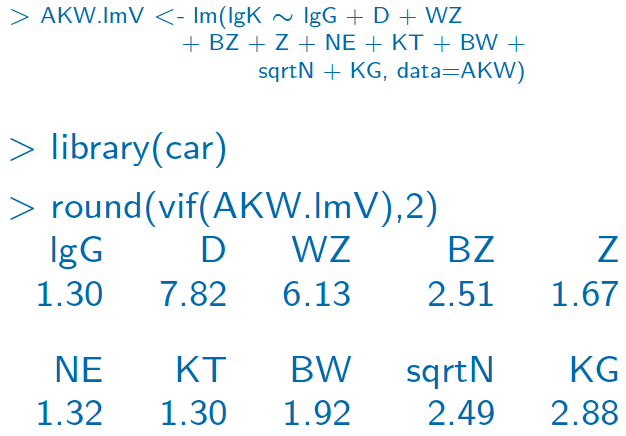 > AKW.lmV <- lm(lgK ∼ lgG + D + WZ
+ BZ + Z + NE + KT + BW +
sqrtN + KG, data=AKW)
> library(car)
> round(vif(AKW.lmV),2)
lgG D WZ BZ Z
1.30 7.82 6.13 2.51 1.67
NE KT BW sqrtN KG
1.32 1.30 1.92 2.49 2.88